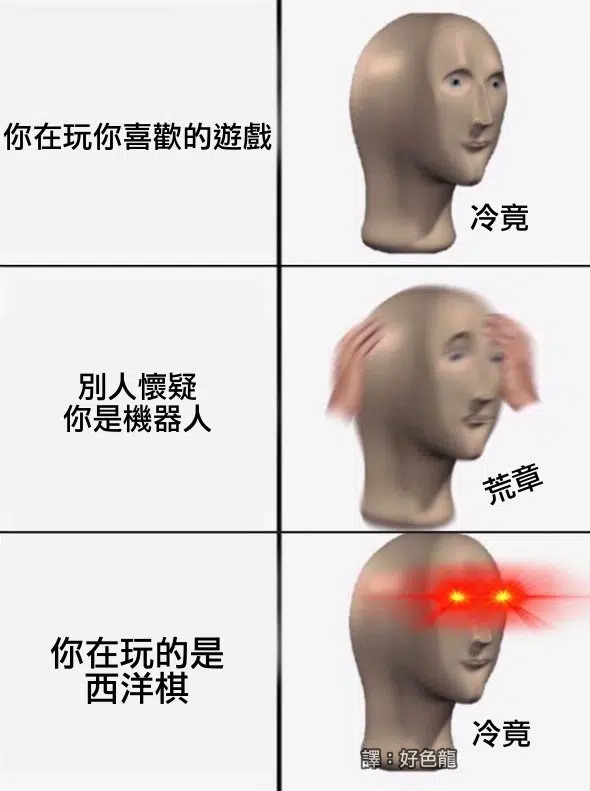 你在玩你喜歡的遊戲
冷竟
別人懷疑
你是機器人
荒章
你在玩的是
西洋棋
冷竟
譯：好色龍